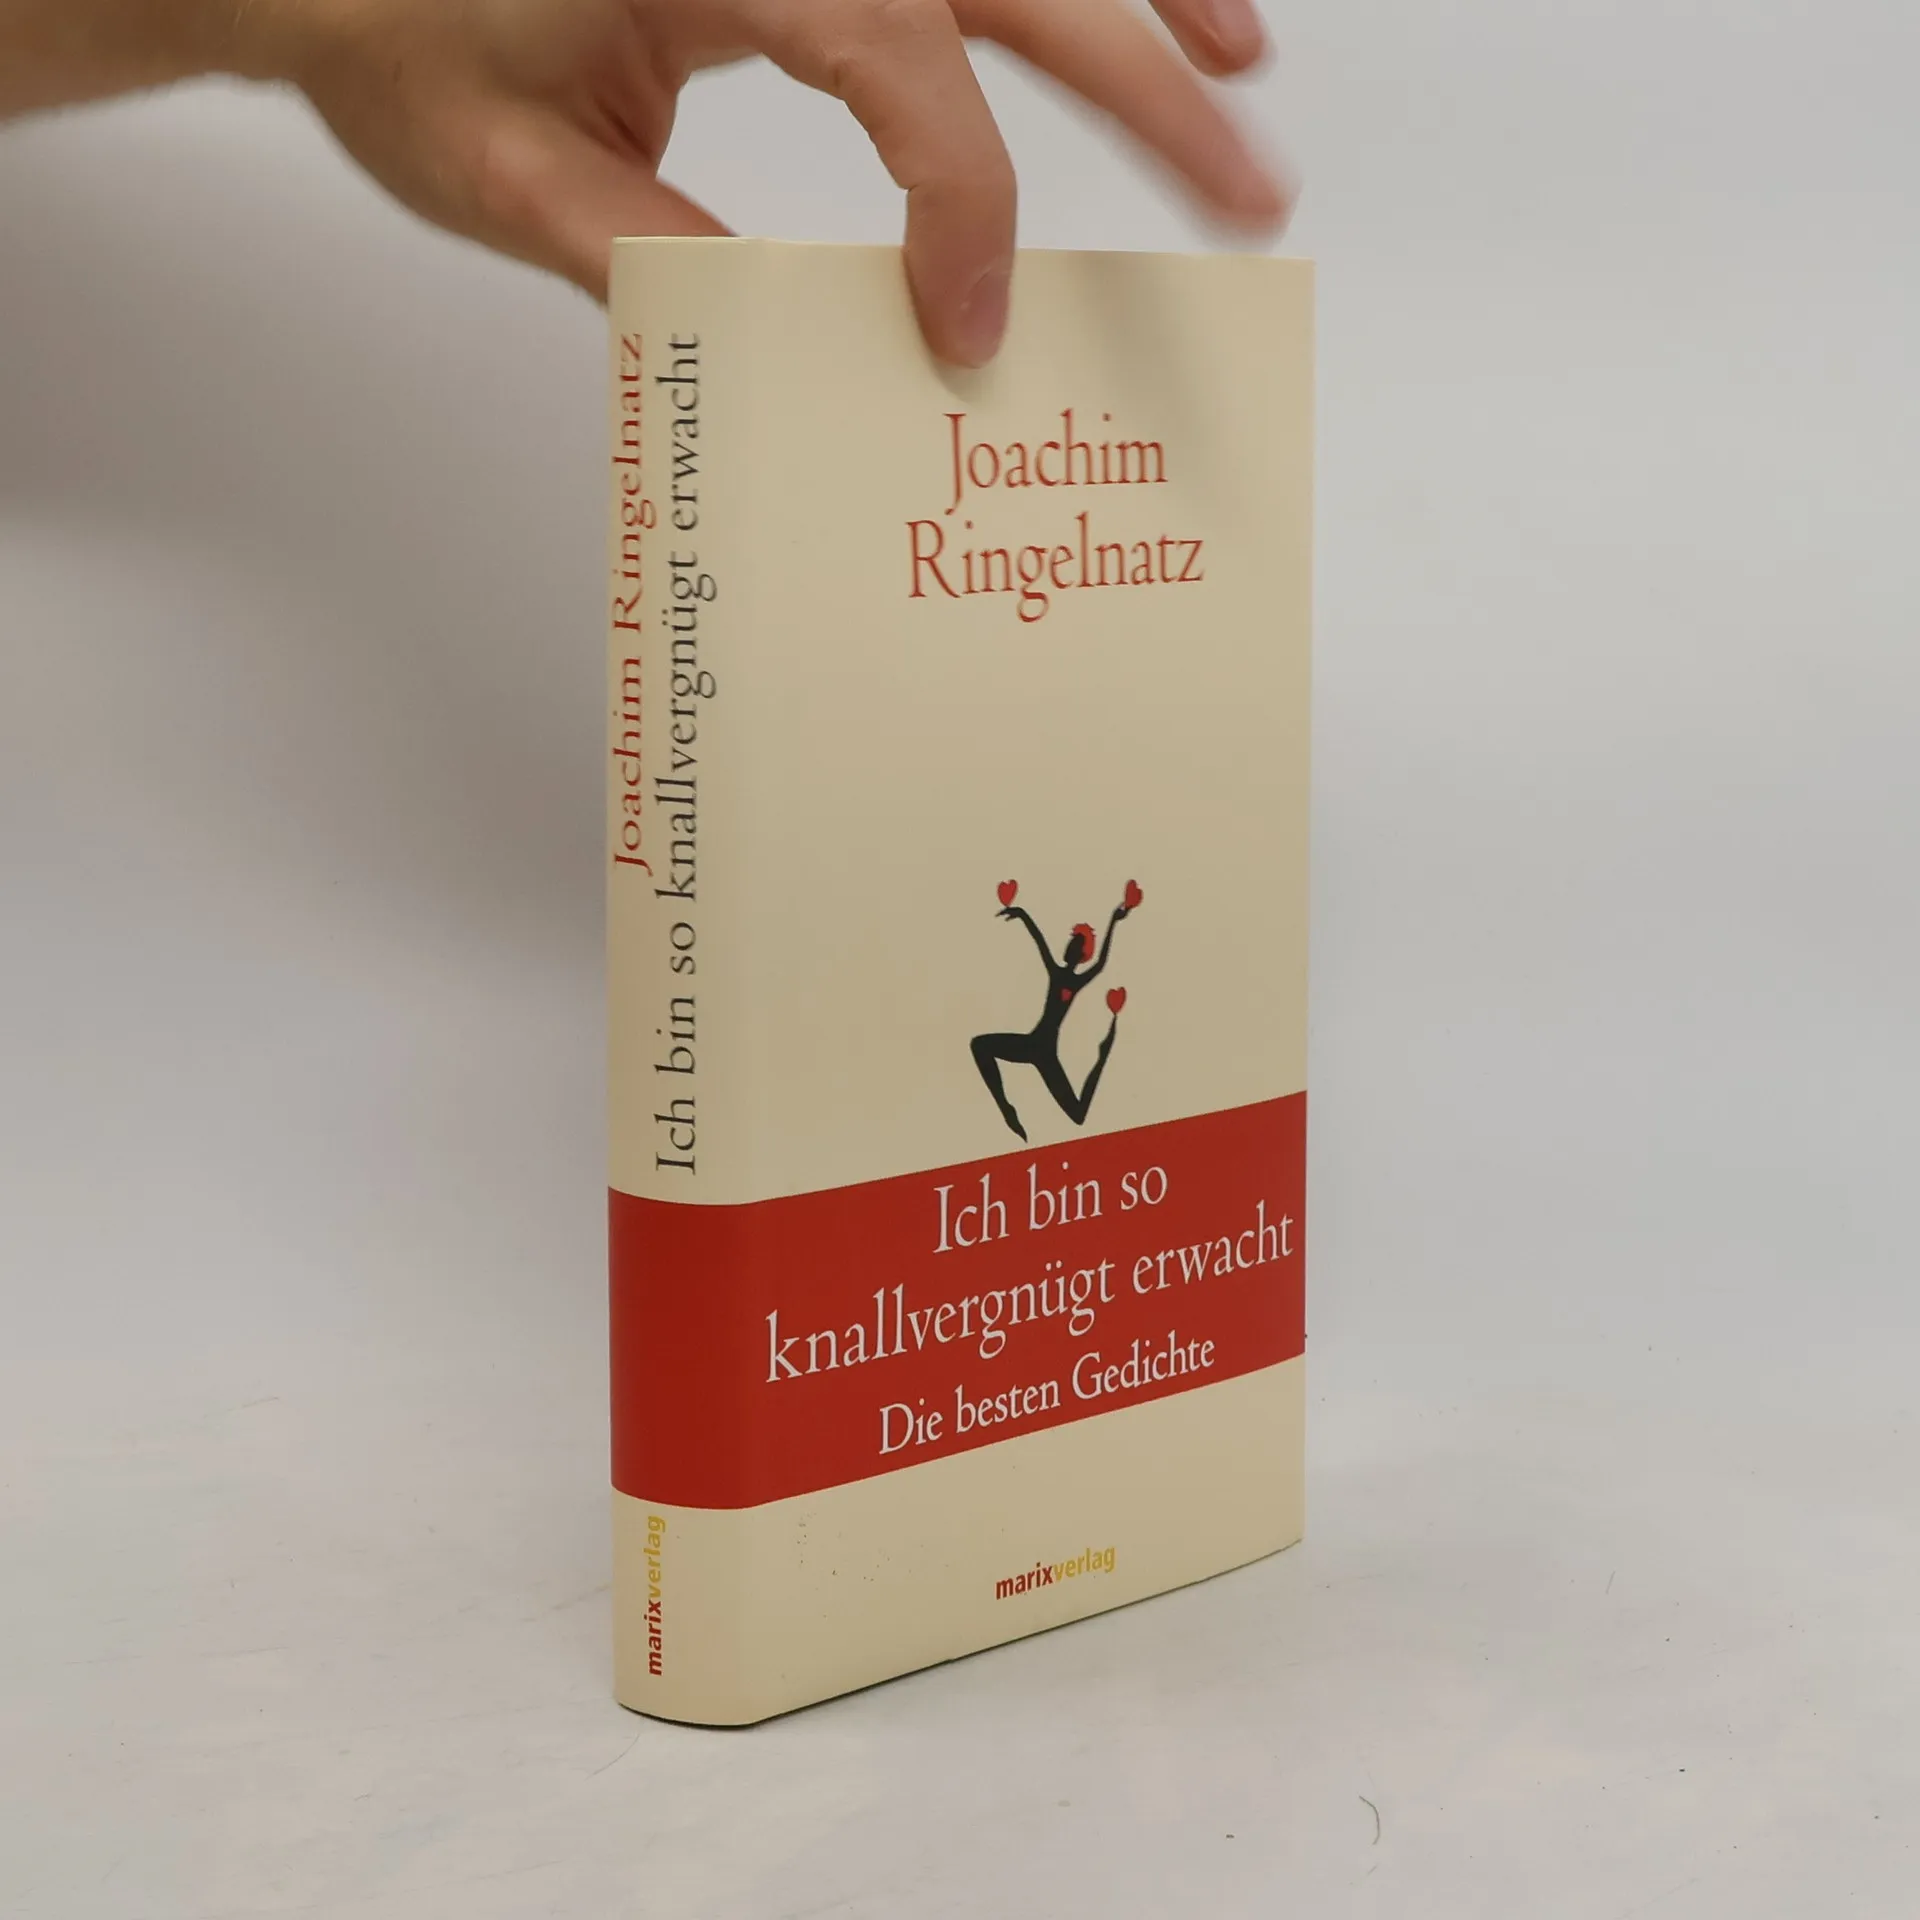 Joachim Ringelnatz
Ich bin so knallvergnügt erwacht
marixverlag
Joachim
Ringelnatz
Ich bin so
knallvergnügt erwacht
Die besten Gedichte
marixverlag